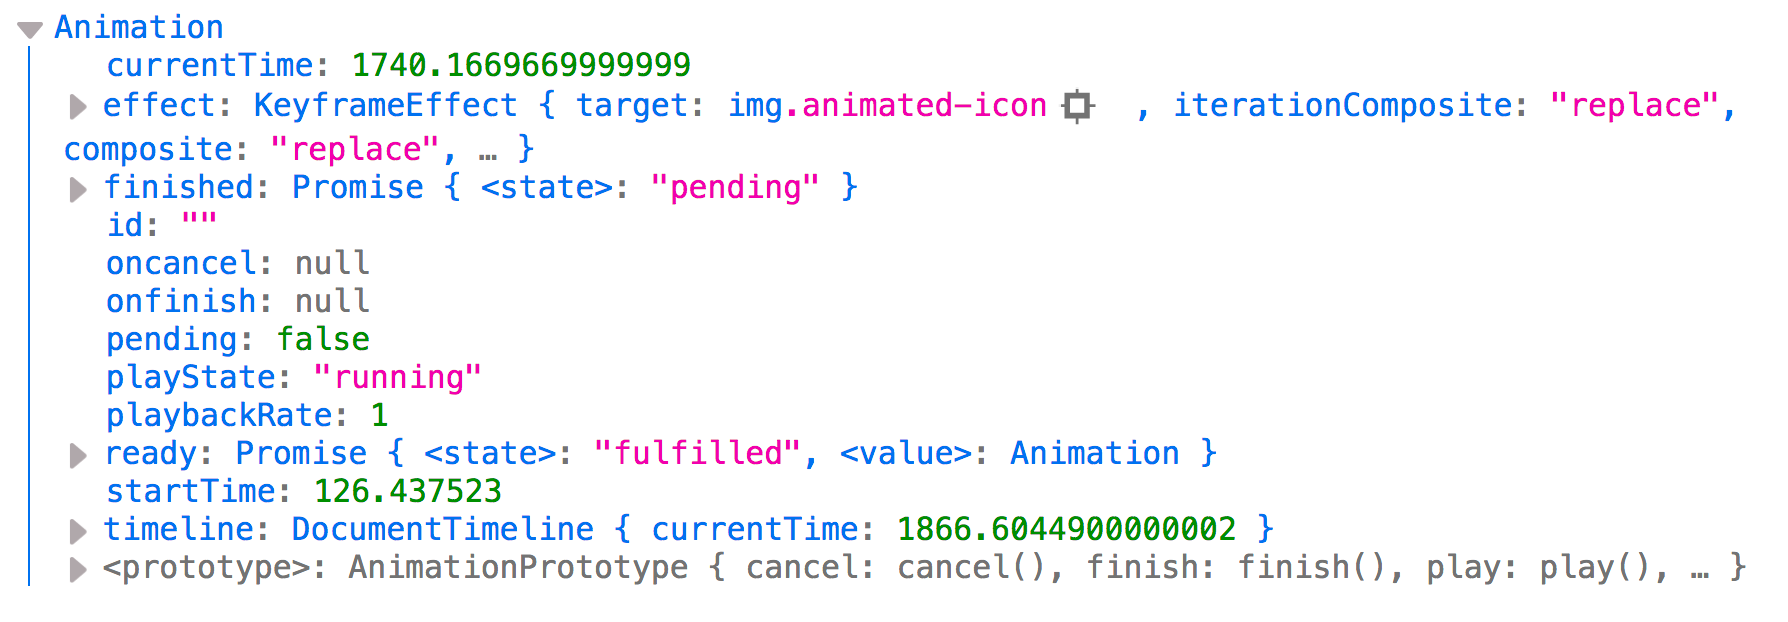 Animation
currentTime: 1740.1669669999999
effect: KeyframeEffect { target: img.animated-icon , iterationComposite: "replace",
composite: "replace", … }
finished: Promise { <state>: "pending" }
id: ""
oncancel: null
onfinish: null
pending: false
playState: "running"
playbackRate: 1
ready: Promise { <state>: "fulfilled", <value>: Animation }
startTime: 126.437523
timeline: DocumentTimeline { currentTime: 1866.6044900000002 }
<prototype>: AnimationPrototype { cancel: cancel(), finish: finish(), play: play(), … }